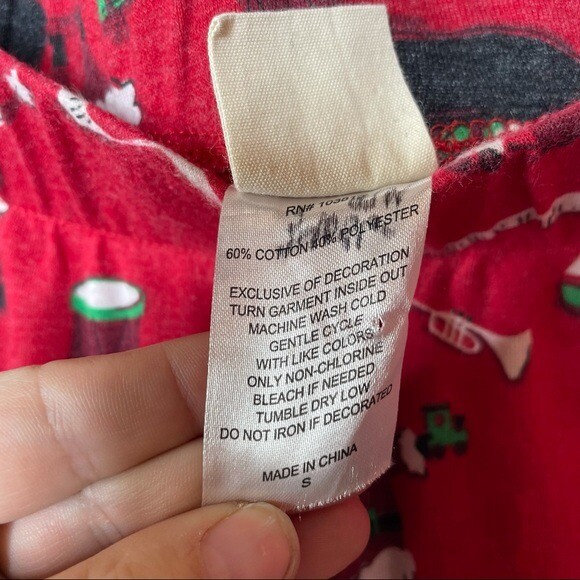 RN#
60% COTTON 40% POLYESTER
EXCLUSIVE OF DECORATION
TURN GARMENT INSIDE OUT
MACHINE WASH COLD
GENTLE CYCLE
WITH LIKE COLORS
ONLY NON-CHLORINE
BLEACH IF NEEDED
TUMBLE DRY LOW
DO NOT IRON IF DECORATED
MADE IN CHINA
S